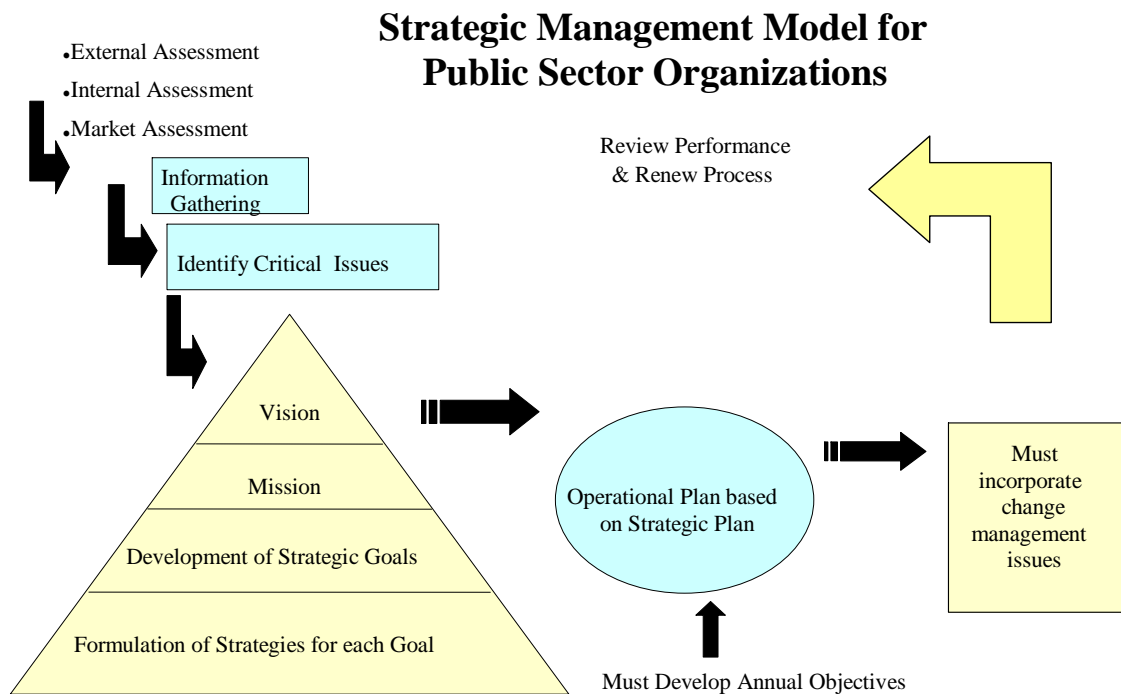 Strategic Management Model for
Public Sector Organizations
•External Assessment
•Internal Assessment
•Market Assessment
Information
Gathering
Identify Critical Issues
Review Performance
& Renew Process
Vision
Mission
Development of Strategic Goals
Formulation of Strategies for each Goal
Operational Plan based
on Strategic Plan
Must Develop Annual Objectives
Must
incorporate
change
management
issues